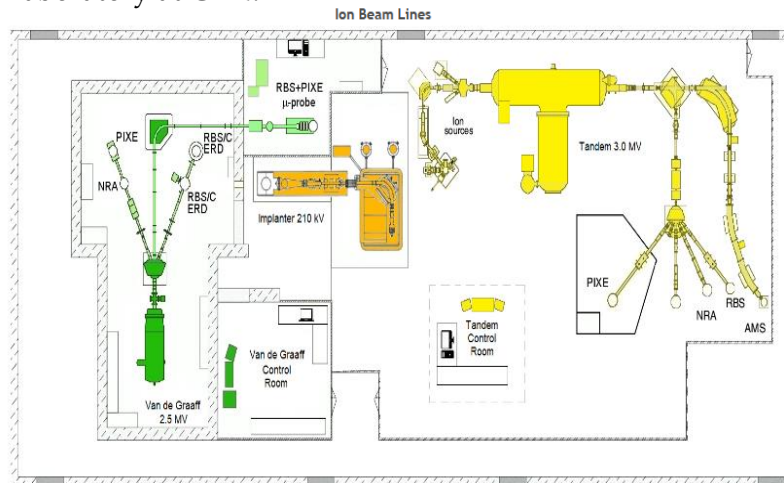 Ion Beam Lines
RBS+PIXE
µ-probe
PIXE
RBS/C
ERD
NRA
RBS/C
ERD
Implanter 210 kV
Ion
sources
Tandem 3.0 MV
PIXE
NRA
RBS
AMS
Tandem
Control
Room
Van de Graaff
Control
Room
Van de Graaff
2.5 MV